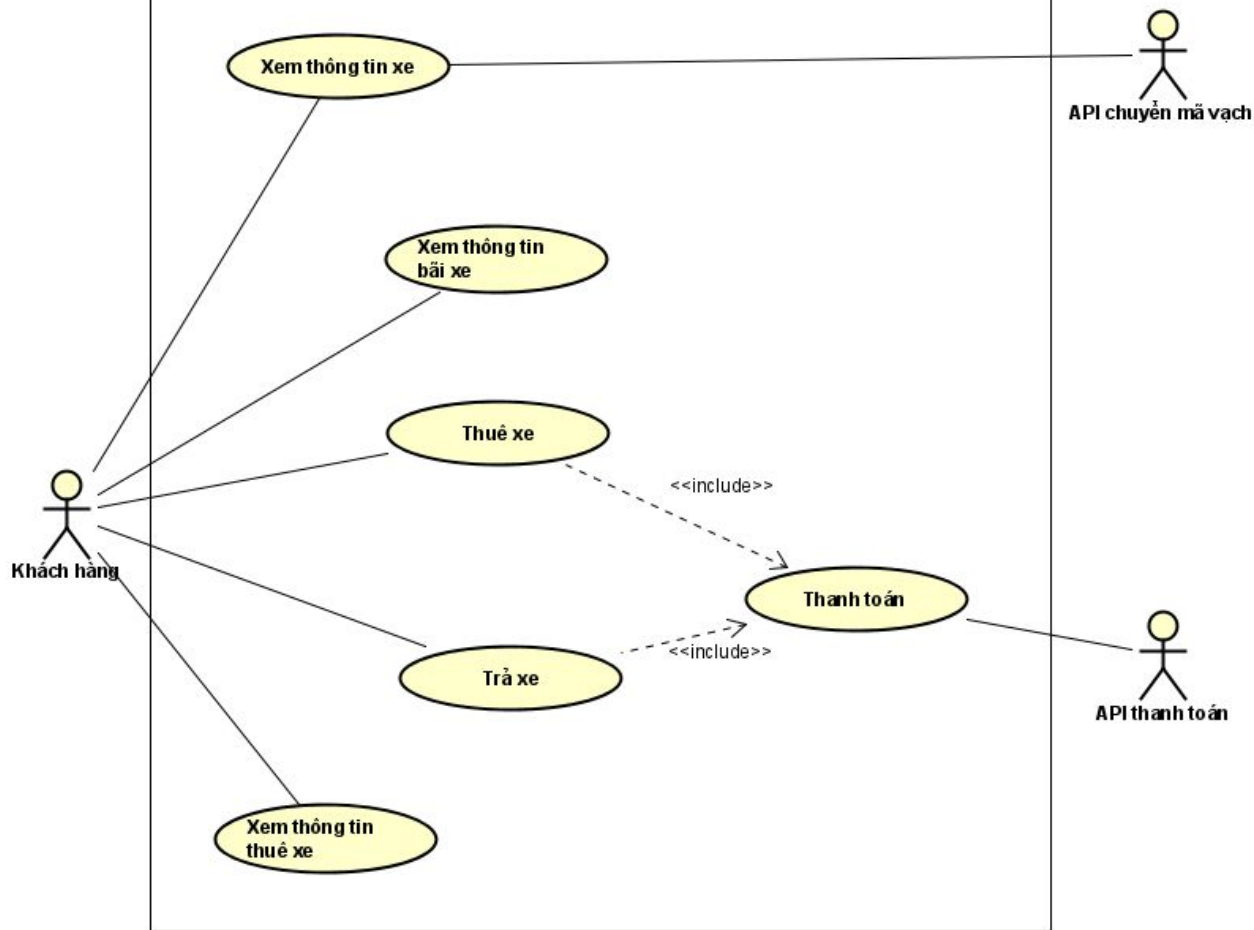 Xem thông tin xe
API chuyển mã vạch
Xem thông tin
bãi xe
Thuê xe
<<include>>
Khách hàng
Thanh toán
<<include>>
Trả xe
API thanh toán
Xem thông tin
thuê xe